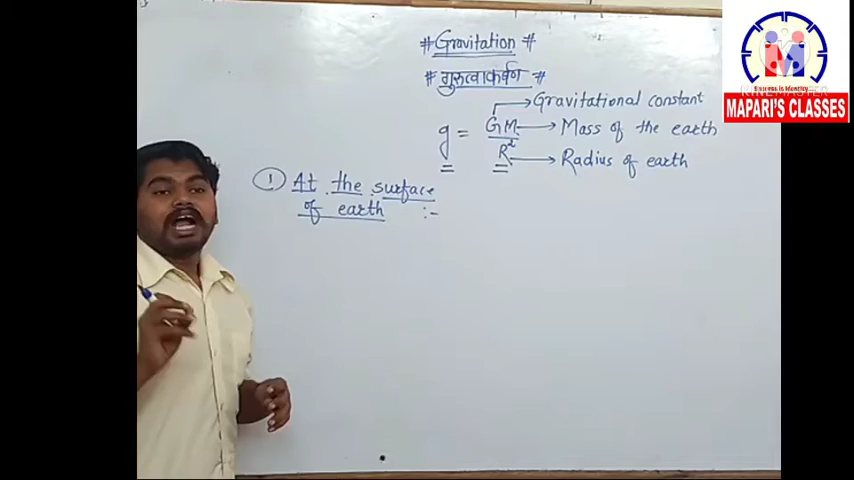 # Gravitation #
# गुरुत्वाकर्षण #
g = GM/R² → Gravitational constant
→ Mass of the earth
→ Radius of earth
① At the surface
of earth :-
Success is Identity
KINEMASTER
MAPARI'S CLASSES